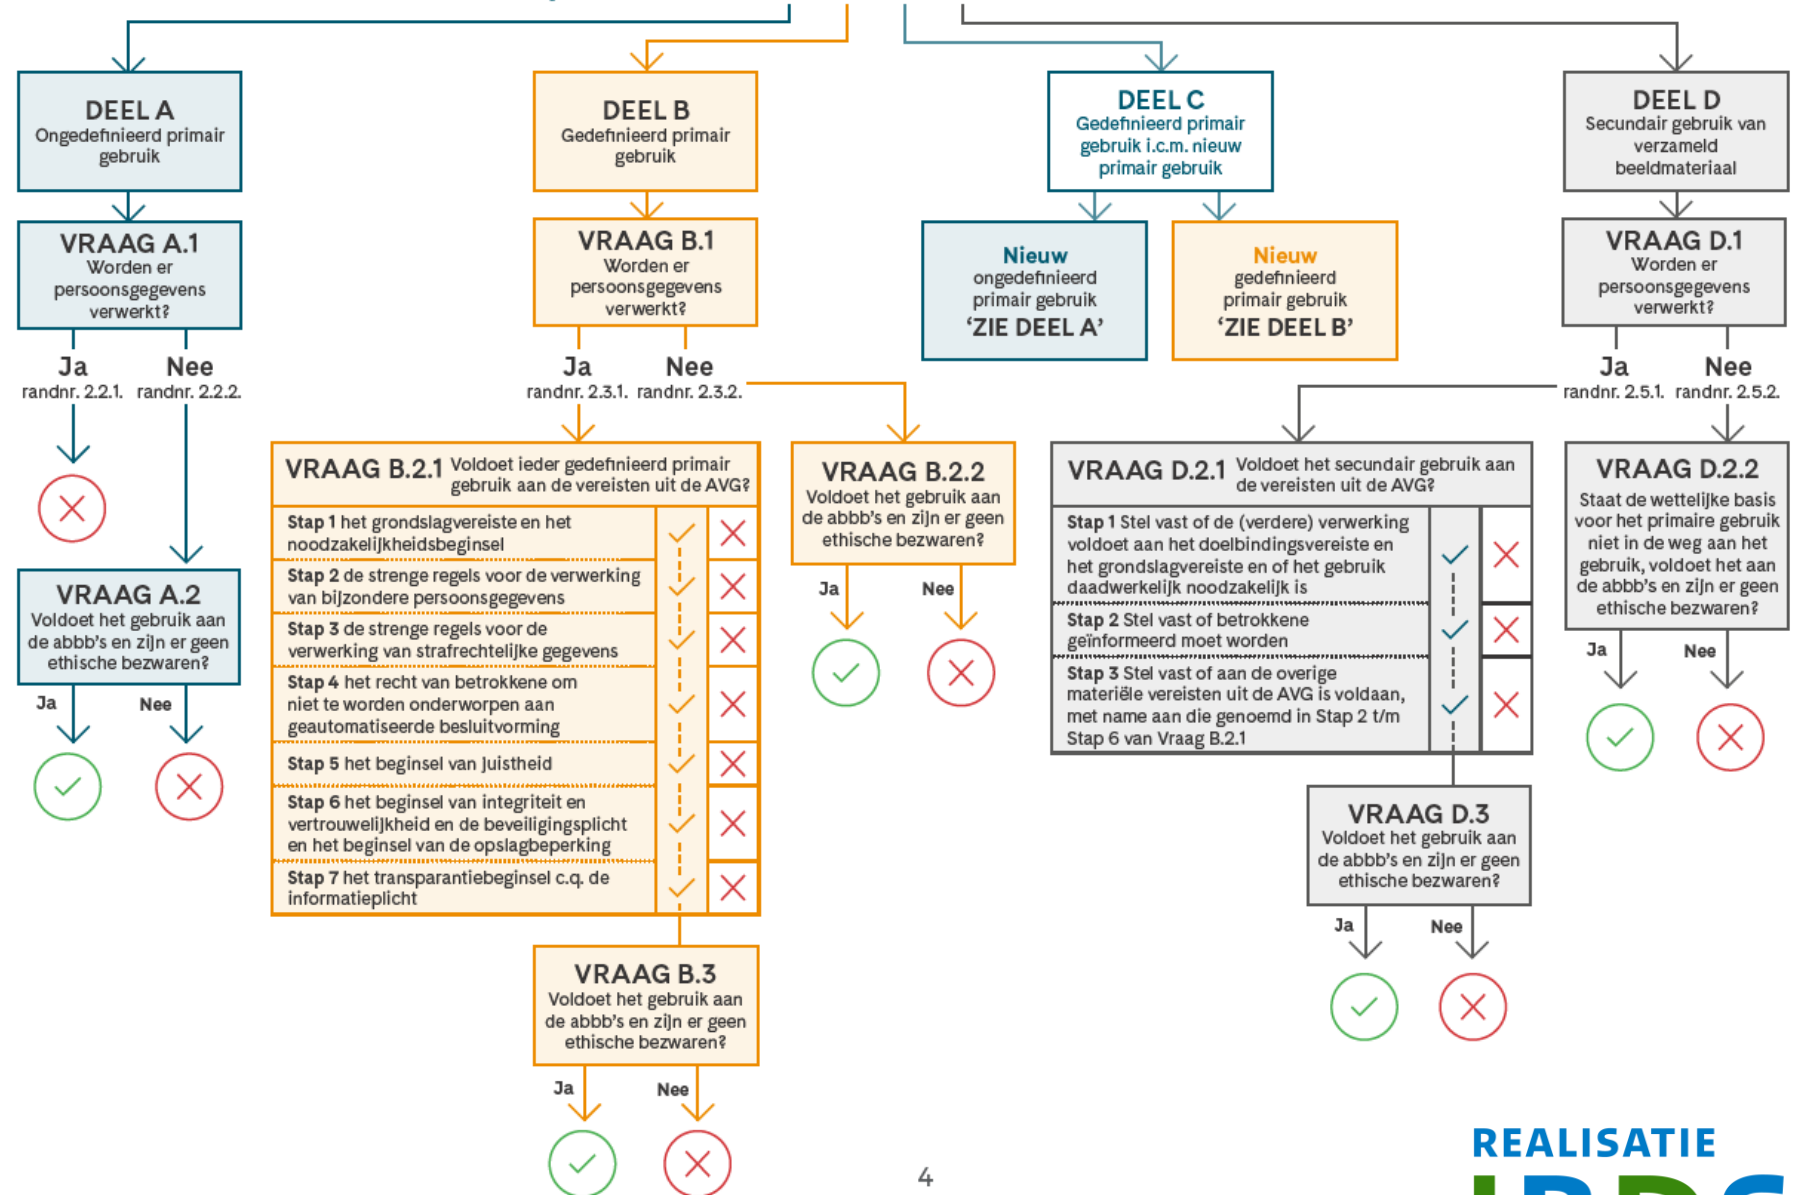 DEEL A
Ongedefinieerd primair
gebruik
VRAAG A.1
Worden er
persoonsgegevens
verwerkt?
Ja
randnr. 2.2.1.
Nee
randnr. 2.2.2.
VRAAG A.2
Voldoet het gebruik aan
de abbb's en zijn er geen
ethische bezwaren?
Ja
Nee
DEEL B
Gedefinieerd primair
gebruik
VRAAG B.1
Worden er
persoonsgegevens
verwerkt?
Ja
randnr. 2.3.1.
Nee
randnr. 2.3.2.
VRAAG B.2.1 Voldoet ieder gedefinieerd primair
gebruik aan de vereisten uit de AVG?
Stap 1 het grondslagvereiste en het
noodzakelijkheidsbeginsel
Stap 2 de strenge regels voor de verwerking
van bijzondere persoonsgegevens
Stap 3 de strenge regels voor de
verwerking van strafrechtelijke gegevens
Stap 4 het recht van betrokkene om
niet te worden onderworpen aan
geautomatiseerde besluitvorming
Stap 5 het beginsel van juistheid
Stap 6 het beginsel van integriteit en
vertrouwelijkheid en de beveiligingsplicht
en het beginsel van de opslagbeperking
Stap 7 het transparantiebeginsel c.q. de
informatieplicht
VRAAG B.3
Voldoet het gebruik aan
de abbb's en zijn er geen
ethische bezwaren?
Ja
Nee
VRAAG B.2.2
Voldoet het gebruik aan
de abbb's en zijn er geen
ethische bezwaren?
Ja
Nee
DEEL C
Gedefinieerd primair
gebruik i.c.m. nieuw
primair gebruik
Nieuw
ongedefinieerd
primair gebruik
'ZIE DEEL A'
Nieuw
gedefinieerd
primair gebruik
'ZIE DEEL B'
DEEL D
Secundair gebruik van
verzameld
beeldmateriaal
VRAAG D.1
Worden er
persoonsgegevens
verwerkt?
Ja
randnr. 2.5.1.
Nee
randnr. 2.5.2.
VRAAG D.2.1 Voldoet het secundair gebruik aan
de vereisten uit de AVG?
Stap 1 Stel vast of de (verdere) verwerking
voldoet aan het doelbindingsvereiste en
het grondslagvereiste en of het gebruik
daadwerkelijk noodzakelijk is
Stap 2 Stel vast of betrokkene
geïnformeerd moet worden
Stap 3 Stel vast of aan de overige
materiële vereisten uit de AVG is voldaan,
met name aan die genoemd in Stap 2 t/m
Stap 6 van Vraag B.2.1
VRAAG D.3
Voldoet het gebruik aan
de abbb's en zijn er geen
ethische bezwaren?
Ja
Nee
VRAAG D.2.2
Staat de wettelijke basis
voor het primaire gebruik
niet in de weg aan het
gebruik, voldoet het aan
de abbb's en zijn er geen
ethische bezwaren?
Ja
Nee
4
REALISATIE